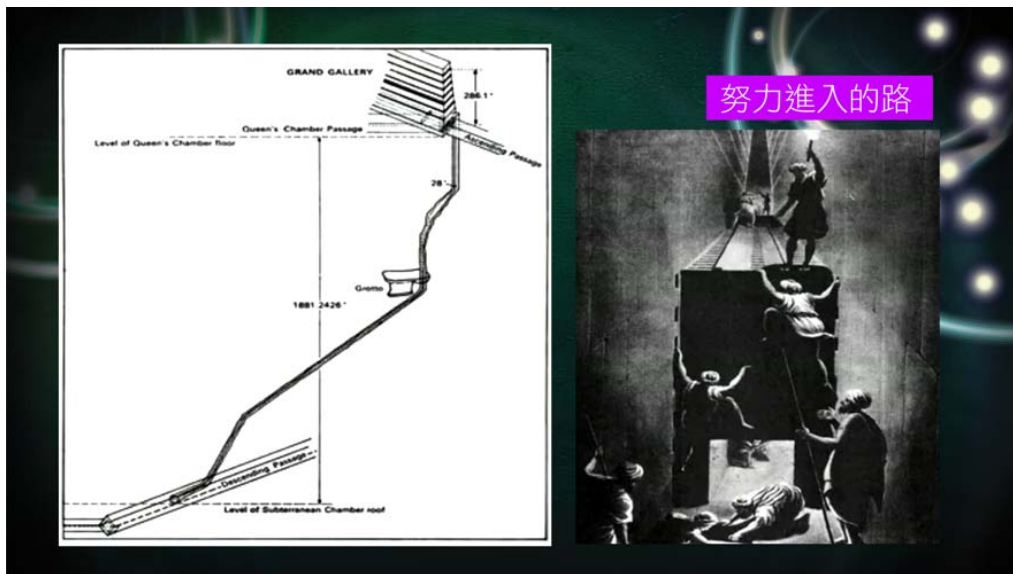 努力進入的路
GRAND GALLERY
286.1"
Queen's Chamber Passage
Ascending Passage
Level of Queen's Chamber floor
28"
Grotto
1881.2426"
Descending Passage
Level of Subterranean Chamber roof